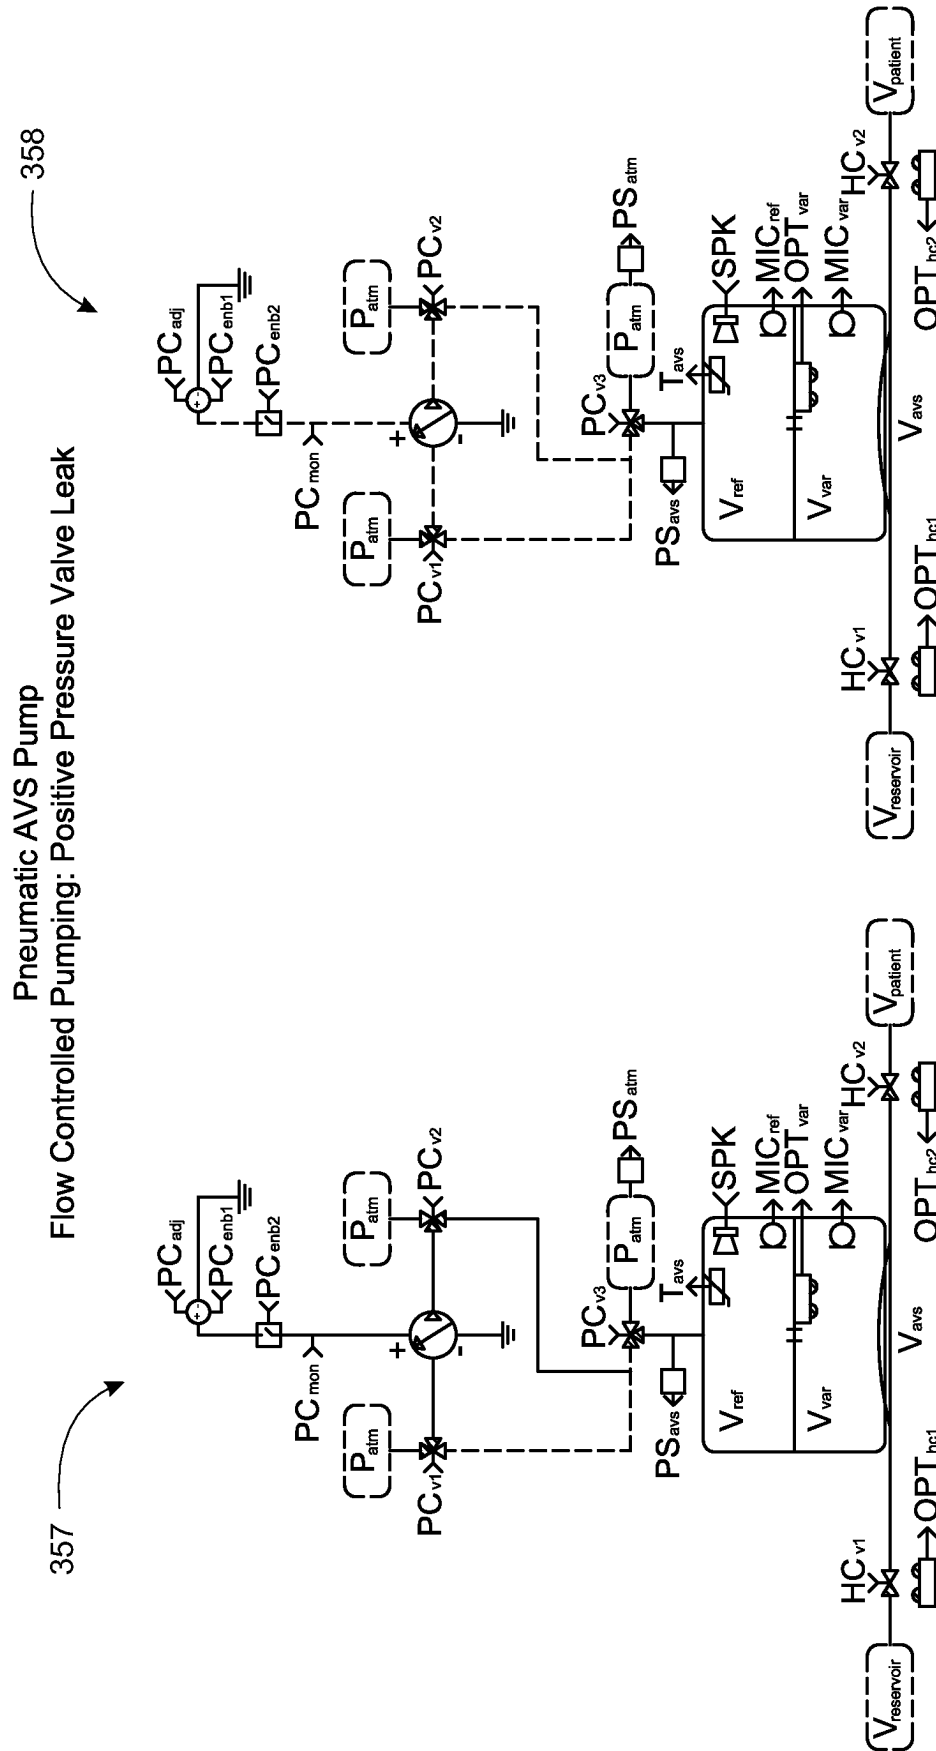 Pneumatic AVS Pump
Flow Controlled Pumping: Positive Pressure Valve Leak
357
PCadj
+ -
PCenb1
PCenb2
PCmon
+
-
Patm
Patm
PCv1
PCv2
PCv3
Patm
PSatm
PSavs
Tavs
SPK
Vref
MICref
OPTvar
Vvar
MICvar
HCv1
HCv2
Vreservoir
Vavs
Vpatient
OPThc1
OPThc2
358
PCadj
+ -
PCenb1
PCenb2
PCmon
+
-
Patm
Patm
PCv1
PCv2
PCv3
Patm
PSatm
PSavs
Tavs
SPK
Vref
MICref
OPTvar
Vvar
MICvar
HCv1
HCv2
Vreservoir
Vavs
Vpatient
OPThc1
OPThc2